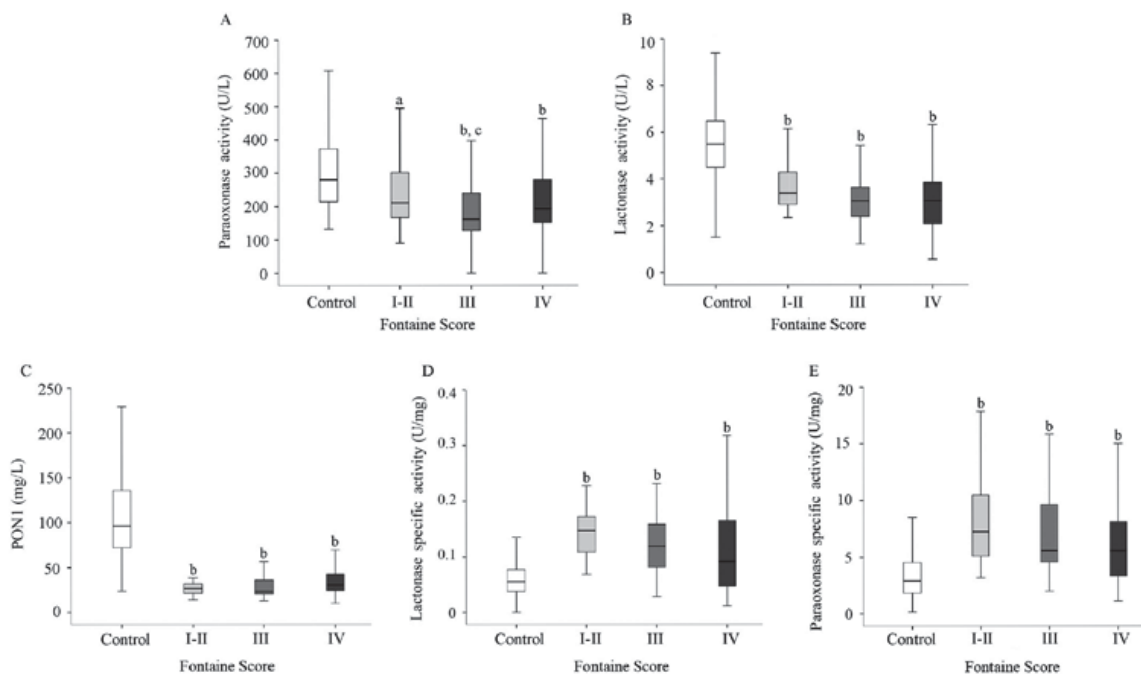 A
Paraoxonase activity (U/L)
700
600
500
400
300
200
100
0
a
b, c
b
Control I-II III IV
Fontaine Score
B
Lactonase activity (U/L)
10
8
6
4
2
0
b
b
b
Control I-II III IV
Fontaine Score
C
PON1 (mg/L)
250
200
150
100
50
0
b
b
b
Control I-II III IV
Fontaine Score
D
Lactonase specific activity (U/mg)
0.4
0.3
0.2
0.1
0
b
b
b
Control I-II III IV
Fontaine Score
E
Paraoxonase specific activity (U/mg)
20
15
10
5
0
b
b
b
Control I-II III IV
Fontaine Score